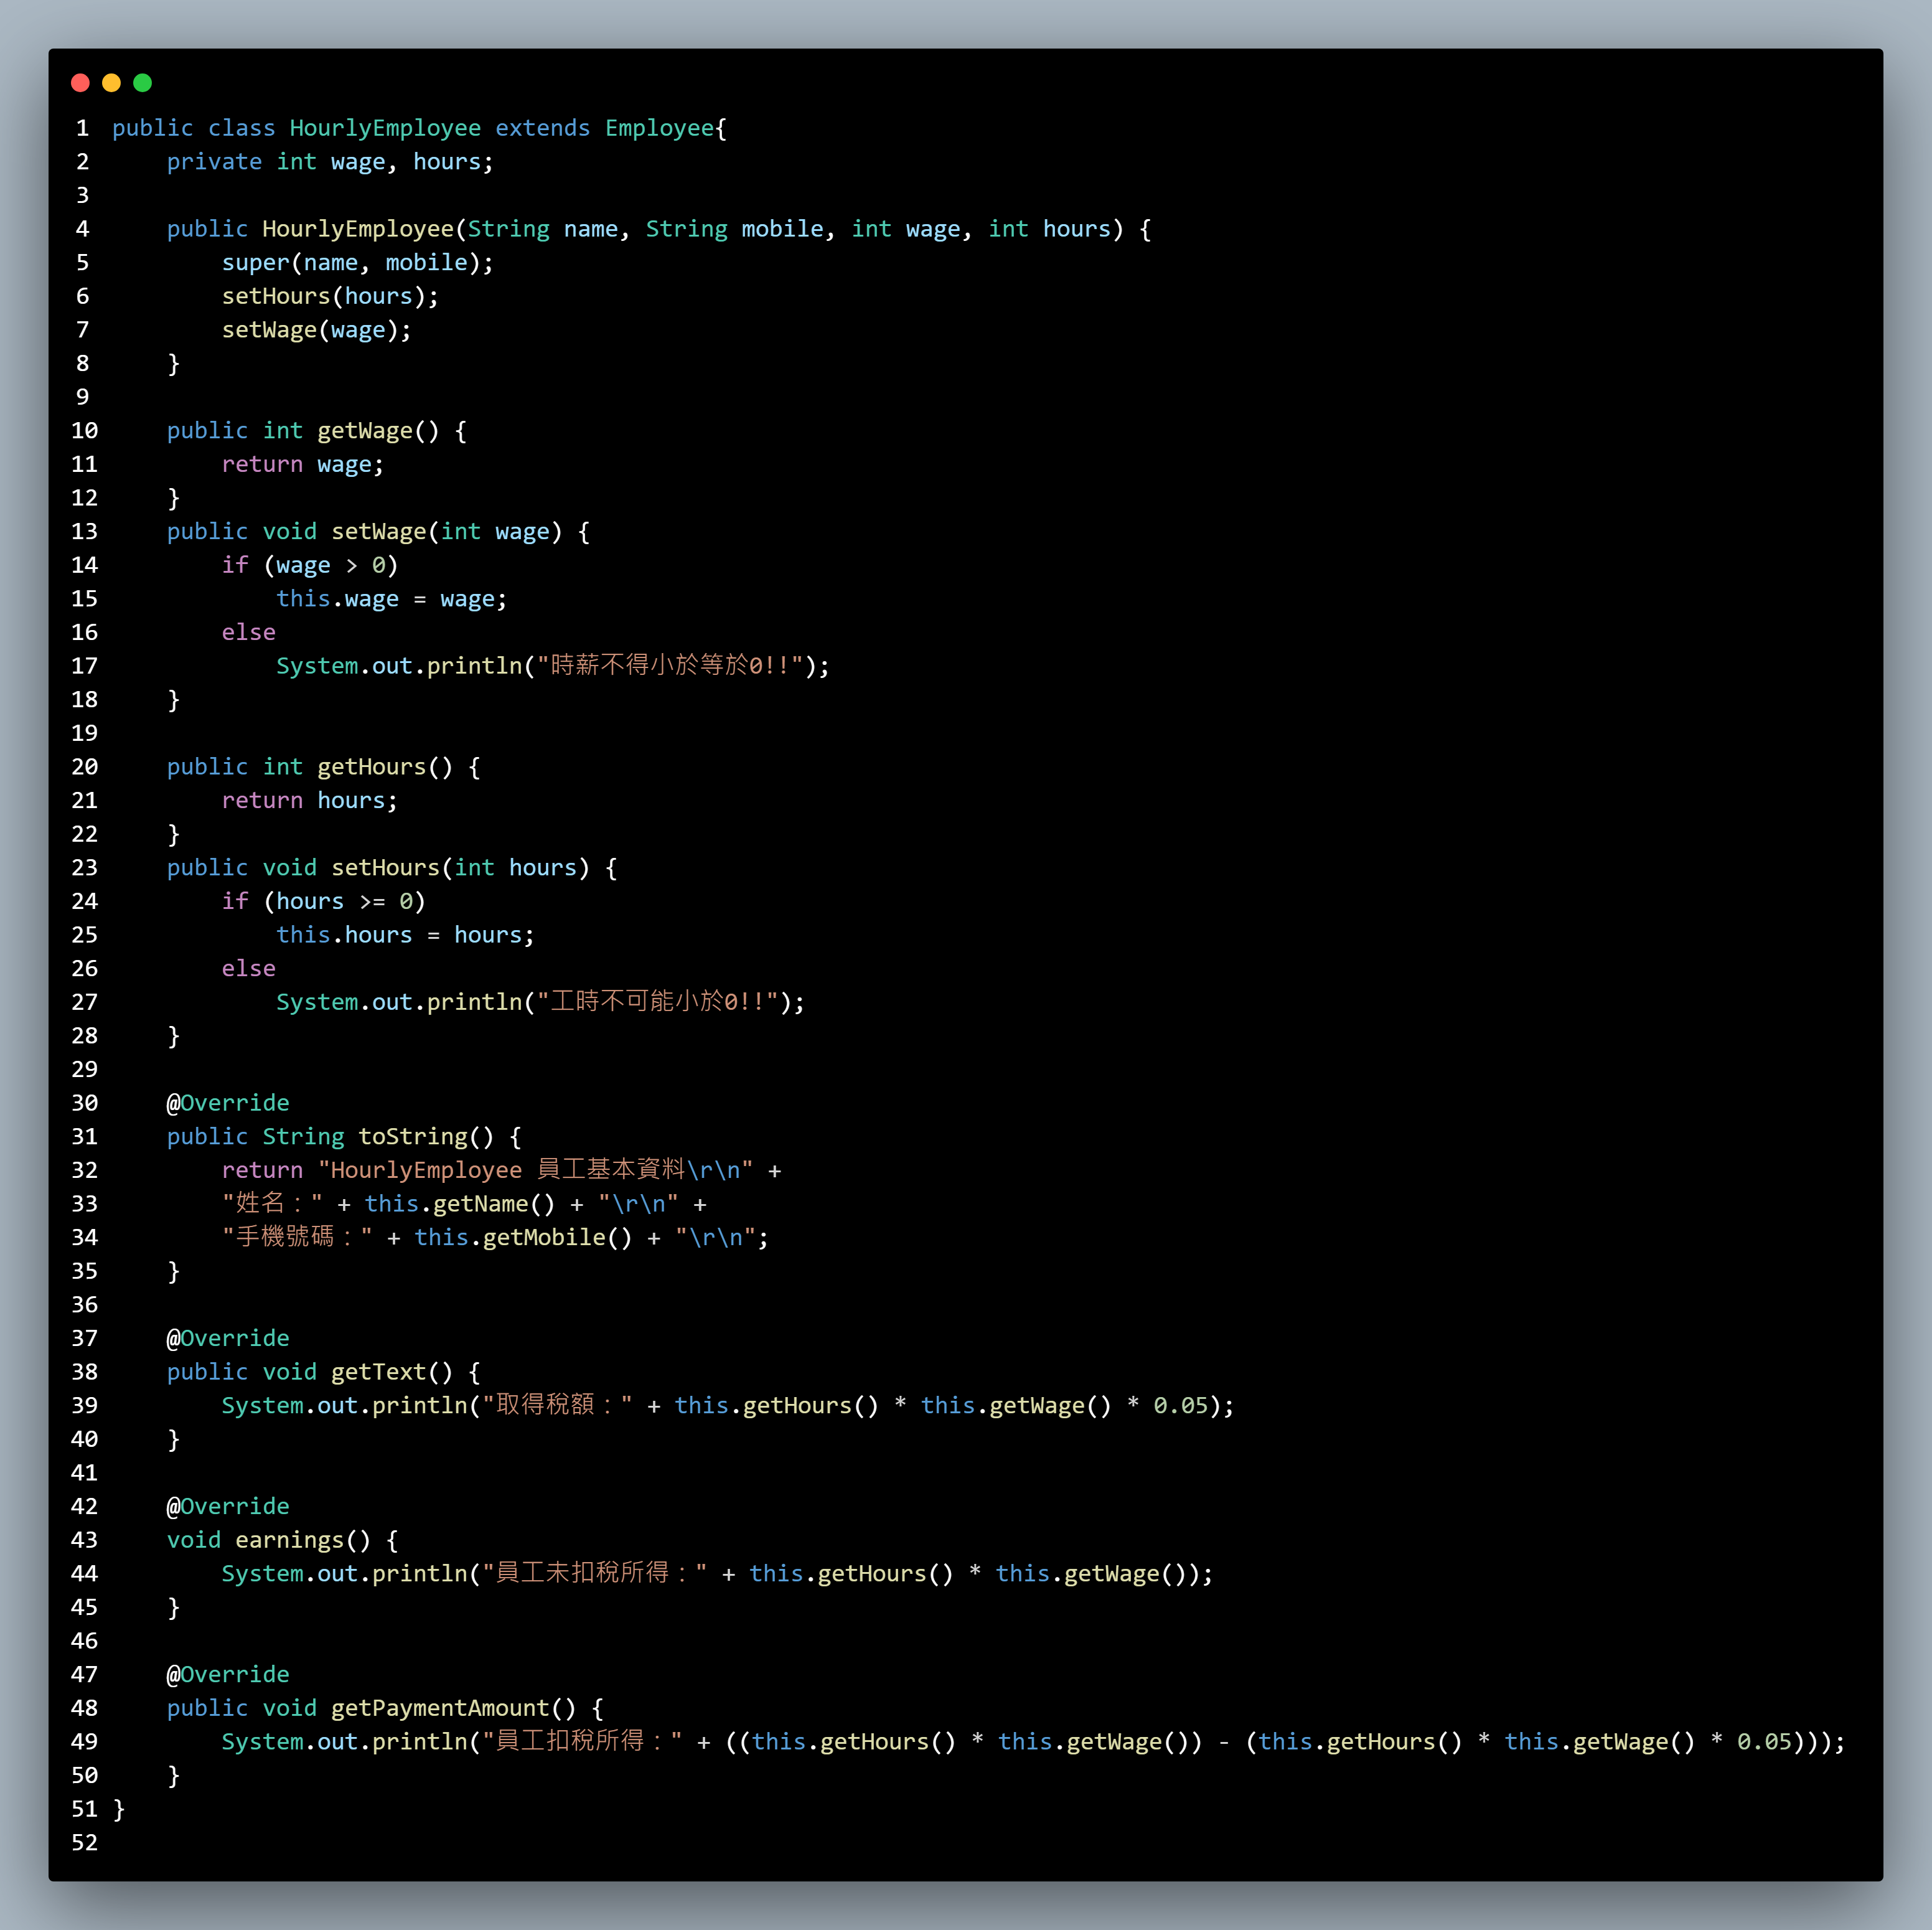 1 public class HourlyEmployee extends Employee{
2     private int wage, hours;
3
4     public HourlyEmployee(String name, String mobile, int wage, int hours) {
5         super(name, mobile);
6         setHours(hours);
7         setWage(wage);
8     }
9
10     public int getWage() {
11         return wage;
12     }
13     public void setWage(int wage) {
14         if (wage > 0)
15             this.wage = wage;
16         else
17             System.out.println("時薪不得小於等於0!!");
18     }
19
20     public int getHours() {
21         return hours;
22     }
23     public void setHours(int hours) {
24         if (hours >= 0)
25             this.hours = hours;
26         else
27             System.out.println("工時不可能小於0!!");
28     }
29
30     @Override
31     public String toString() {
32         return "HourlyEmployee 員工基本資料\r\n" +
33         "姓名：" + this.getName() + "\r\n" +
34         "手機號碼：" + this.getMobile() + "\r\n";
35     }
36
37     @Override
38     public void getText() {
39         System.out.println("取得稅額：" + this.getHours() * this.getWage() * 0.05);
40     }
41
42     @Override
43     void earnings() {
44         System.out.println("員工未扣稅所得：" + this.getHours() * this.getWage());
45     }
46
47     @Override
48     public void getPaymentAmount() {
49         System.out.println("員工扣稅所得：" + ((this.getHours() * this.getWage()) - (this.getHours() * this.getWage() * 0.05)));
50     }
51 }
52